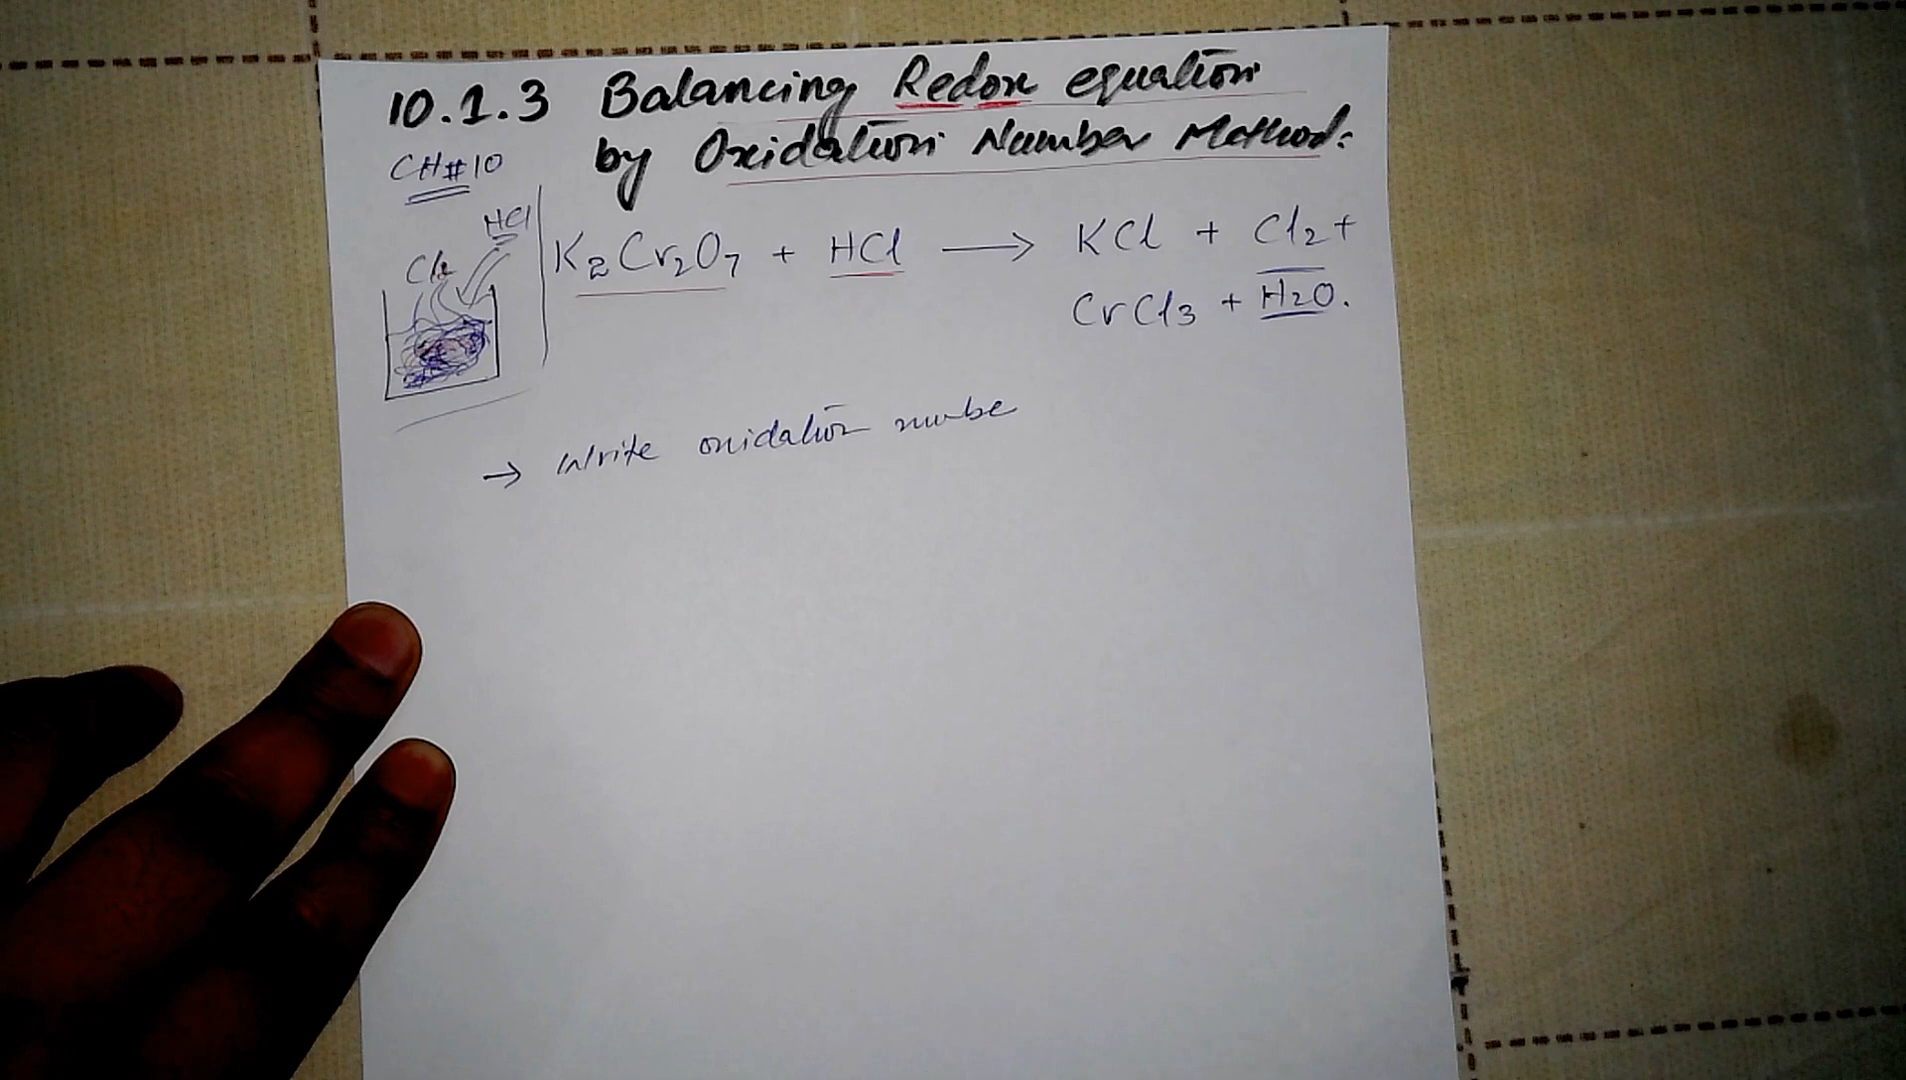 10.1.3 Balancing Redox equation
by Oxidation Number Method:
CH#10
HCl
Cl2
K2Cr2O7 + HCl → KCl + Cl2 +
CrCl3 + H2O.
→ Write oxidation numbe